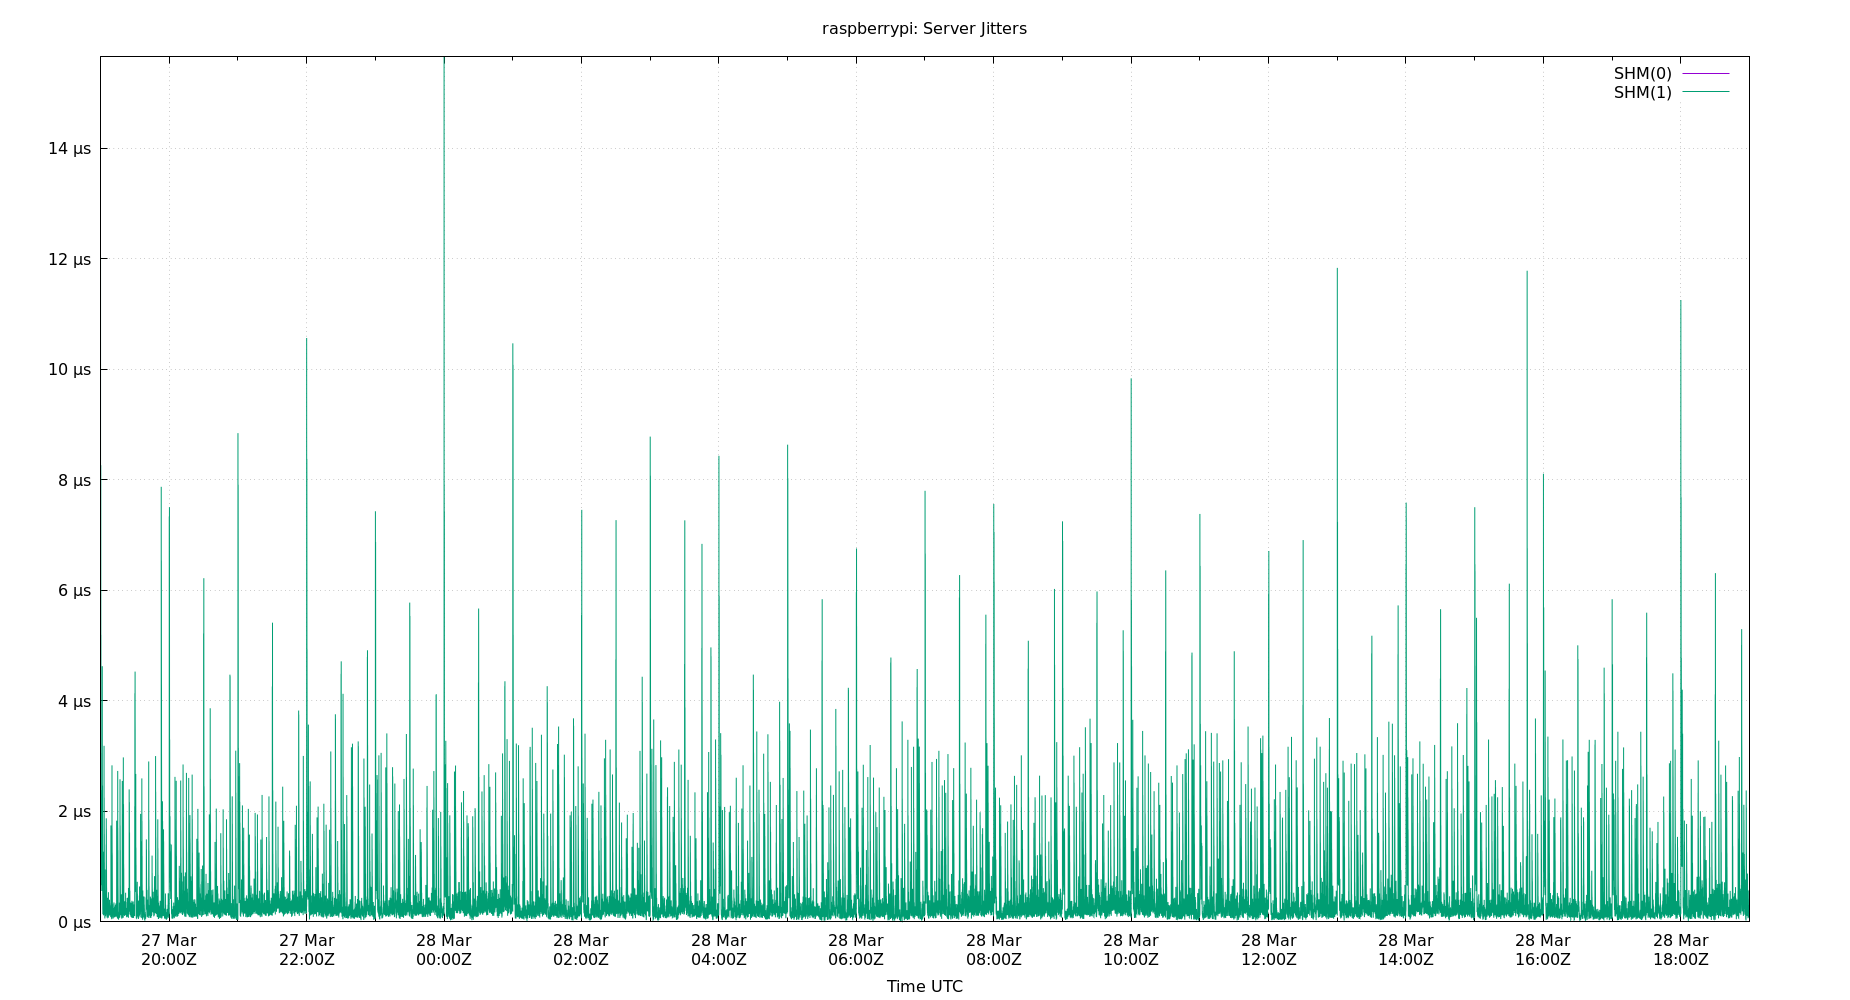 raspberrypi: Server Jitters
SHM(0)
SHM(1)
14 µs
12 µs
10 µs
8 µs
6 µs
4 µs
2 µs
0 µs
27 Mar 27 Mar 28 Mar 28 Mar 28 Mar 28 Mar 28 Mar 28 Mar 28 Mar 28 Mar 28 Mar 28 Mar
20:00Z 22:00Z 00:00Z 02:00Z 04:00Z 06:00Z 08:00Z 10:00Z 12:00Z 14:00Z 16:00Z 18:00Z
Time UTC